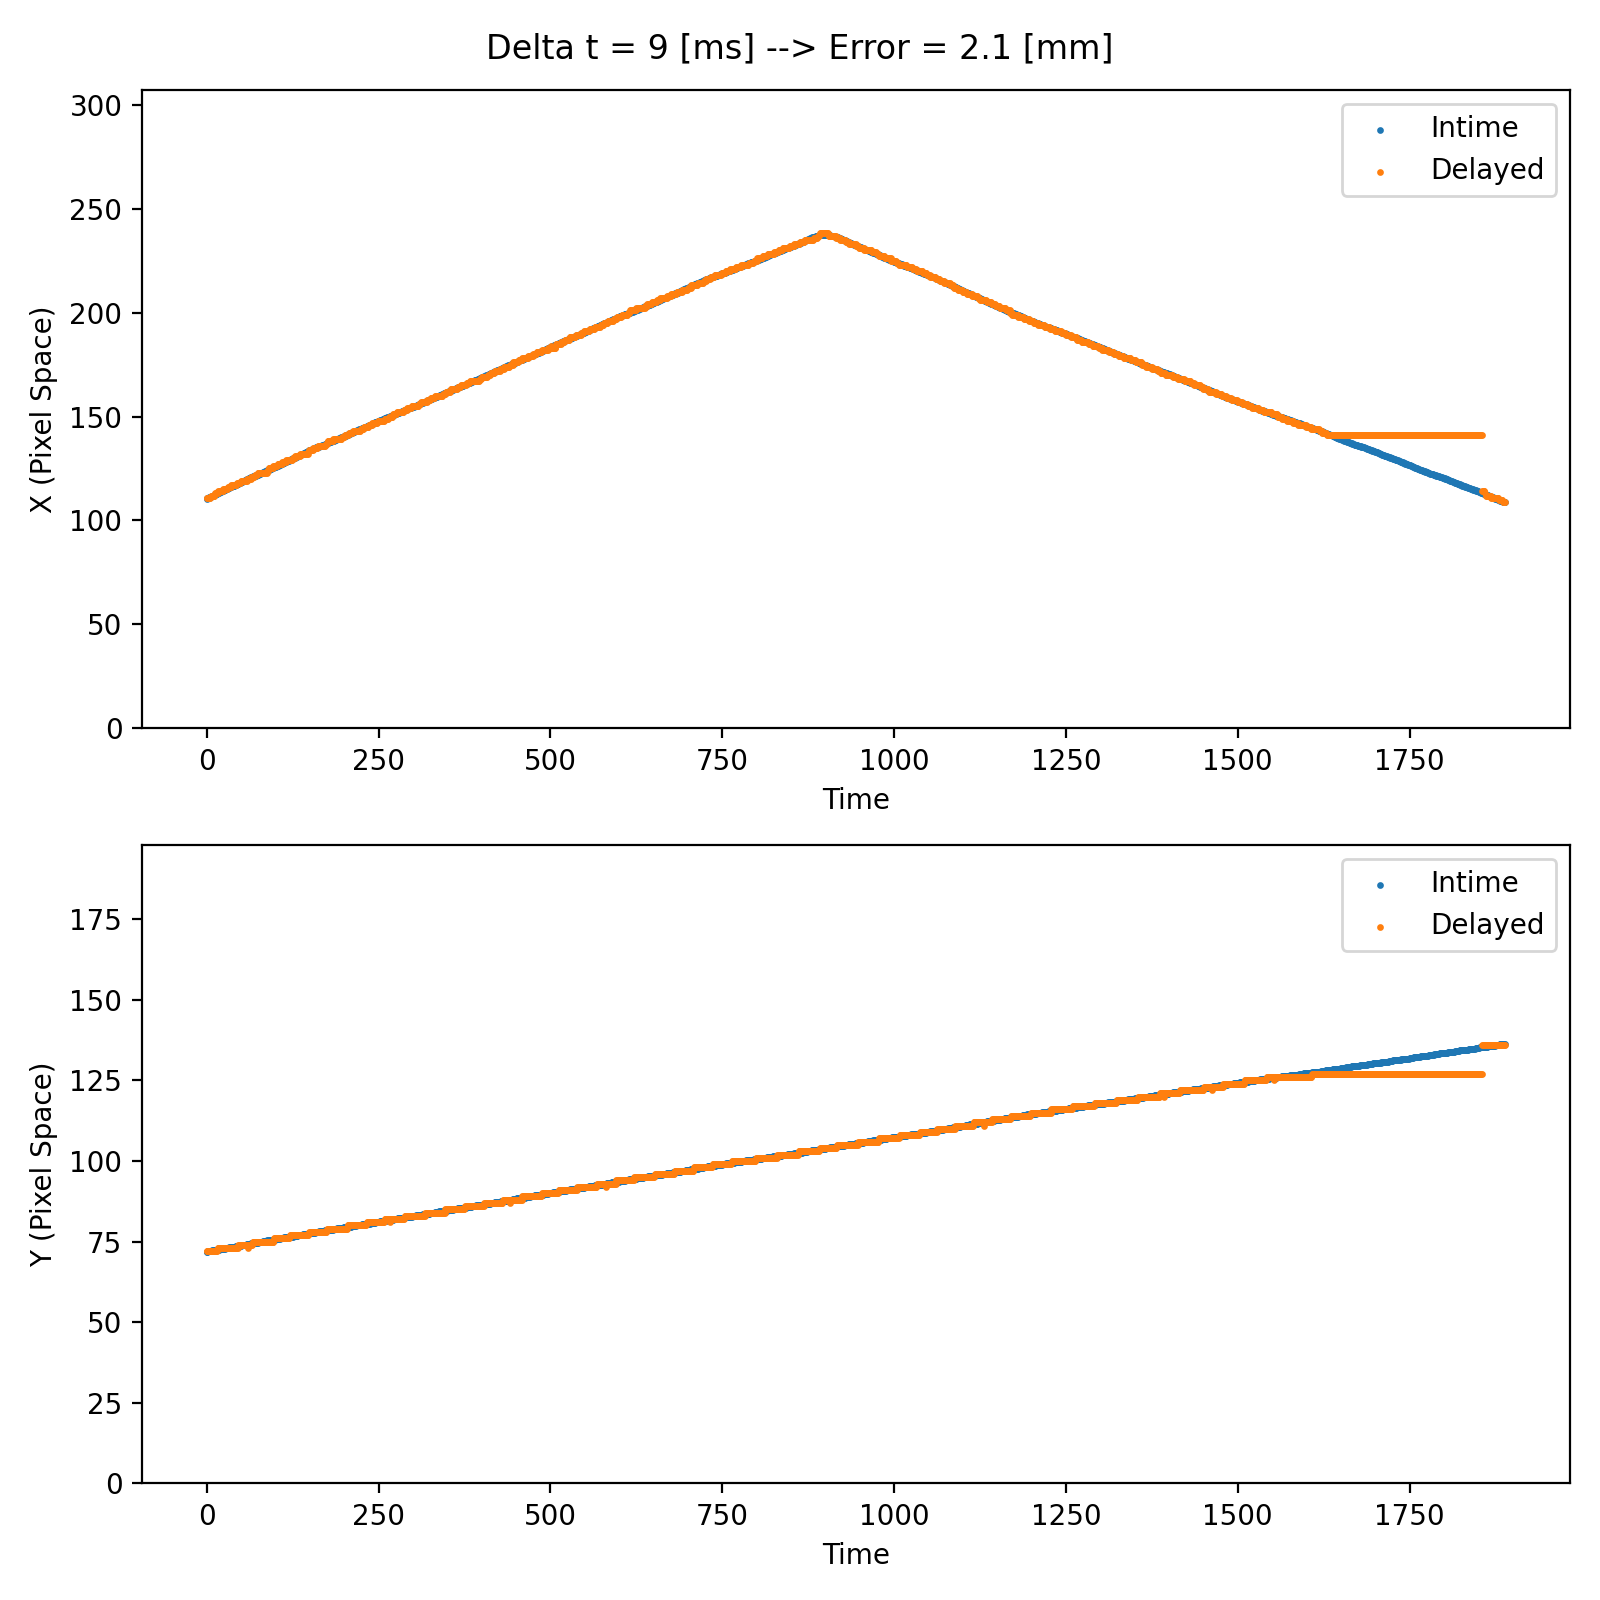 Delta t = 9 [ms] --> Error = 2.1 [mm]
300
250
200
150
100
50
0
X (Pixel Space)
Intime
Delayed
0 250 500 750 1000 1250 1500 1750
Time
175
150
125
100
75
50
25
0
Y (Pixel Space)
Intime
Delayed
0 250 500 750 1000 1250 1500 1750
Time